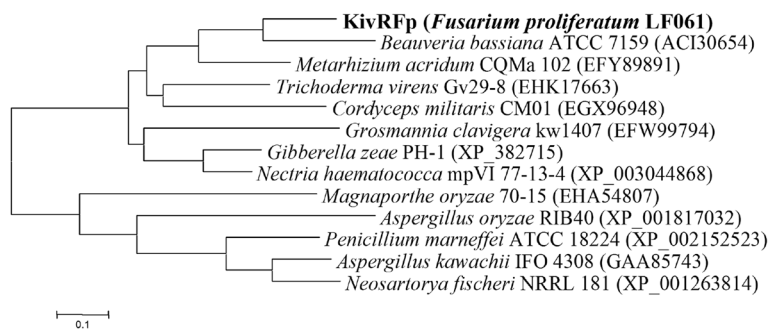 KivRFp (Fusarium proliferatum LF061)
Beauveria bassiana ATCC 7159 (ACI30654)
Metarhizium acridum CQMa 102 (EFY89891)
Trichoderma virens Gv29-8 (EHK17663)
Cordyceps militaris CM01 (EGX96948)
Grosmannia clavigera kw1407 (EFW99794)
Gibberella zeae PH-1 (XP_382715)
Nectria haematococca mpVI 77-13-4 (XP_003044868)
Magnaporthe oryzae 70-15 (EHA54807)
Aspergillus oryzae RIB40 (XP_001817032)
Penicillium marneffei ATCC 18224 (XP_002152523)
Aspergillus kawachii IFO 4308 (GAA85743)
Neosartorya fischeri NRRL 181 (XP_001263814)
0.1